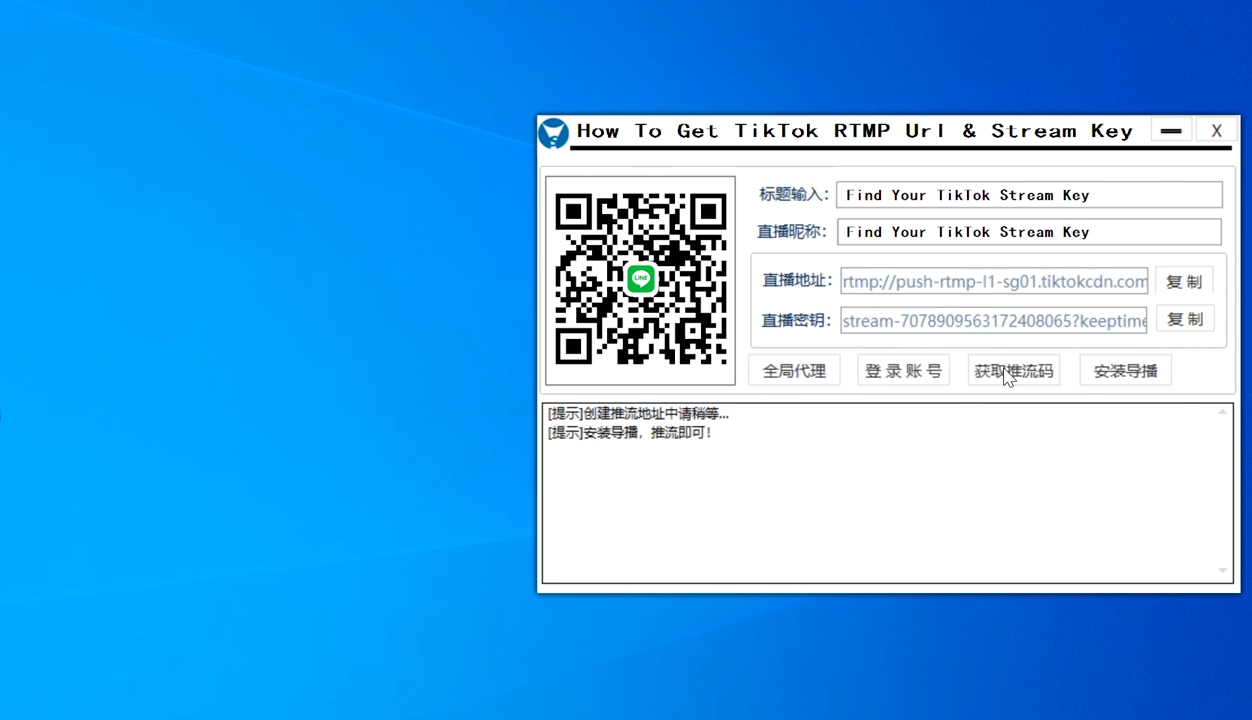 How To Get TikTok RTMP Url & Stream Key
X
LINE
标题输入： Find Your TikTok Stream Key
直播昵称： Find Your TikTok Stream Key
直播地址： rtmp://push-rtmp-l1-sg01.tiktokcdn.com 复 制
直播密钥： stream-7078909563172408065?keeptime 复 制
全局代理 登 录 账 号 获取推流码 安装导播
[提示]创建推流地址中请稍等...
[提示]安装导播，推流即可！